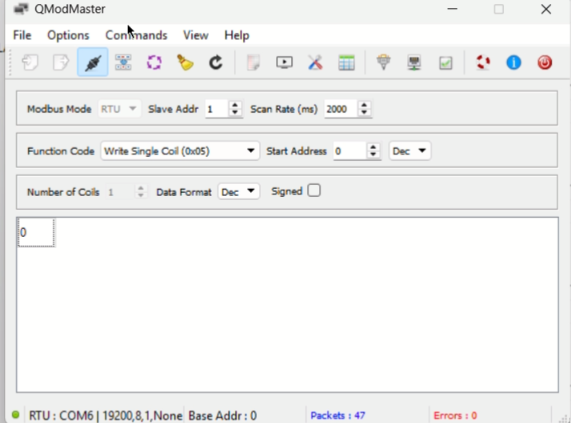 QModMaster
File Options Commands View Help
Modbus Mode RTU Slave Addr 1 Scan Rate (ms) 2000
Function Code Write Single Coil (0x05) Start Address 0 Dec
Number of Coils 1 Data Format Dec Signed
0
RTU : COM6 | 19200,8,1,None Base Addr : 0 Packets : 47 Errors : 0